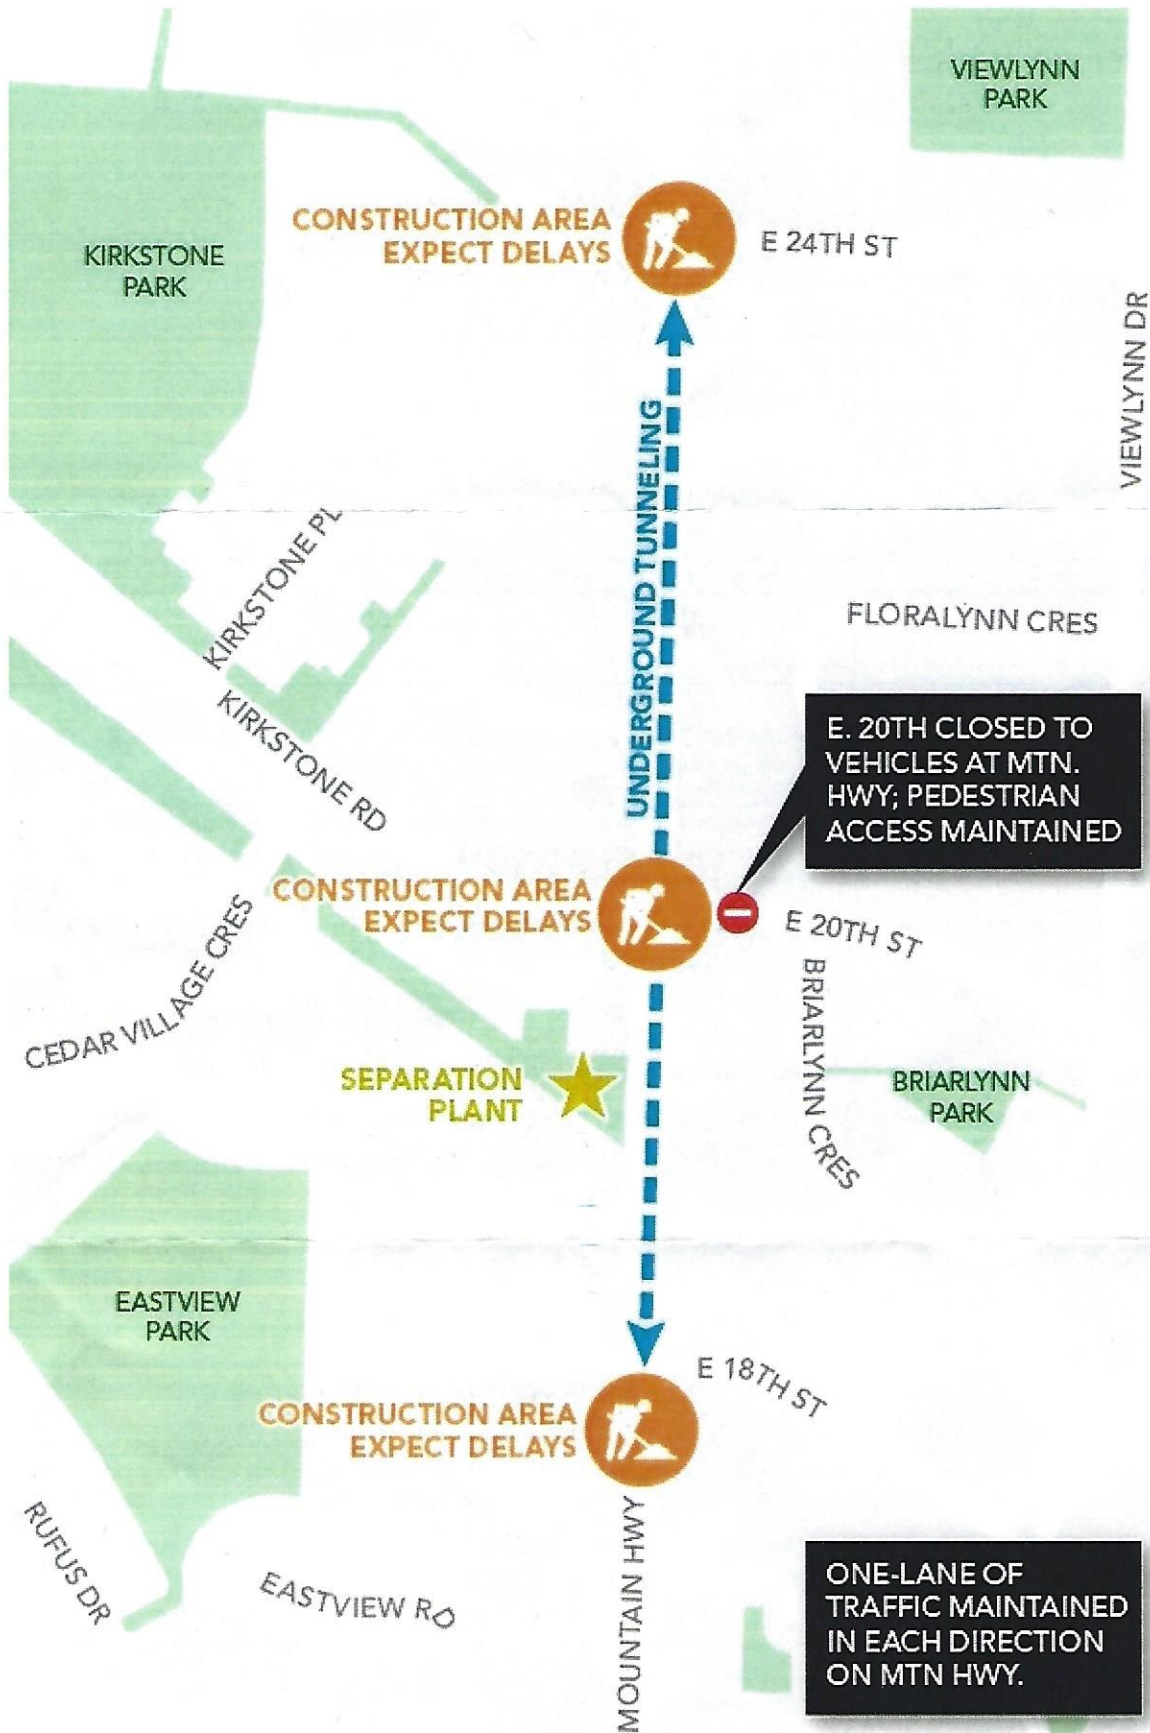 VIEWLYNN
PARK
CONSTRUCTION AREA
EXPECT DELAYS
E 24TH ST
KIRKSTONE
PARK
VIEWLYNN DR
UNDERGROUND TUNNELING
KIRKSTONE PL
FLORALYNN CRES
KIRKSTONE RD
E. 20TH CLOSED TO
VEHICLES AT MTN.
HWY; PEDESTRIAN
ACCESS MAINTAINED
CONSTRUCTION AREA
EXPECT DELAYS
E 20TH ST
CEDAR VILLAGE CRES
BRIARLYNN CRES
SEPARATION
PLANT
BRIARLYNN
PARK
EASTVIEW
PARK
E 18TH ST
CONSTRUCTION AREA
EXPECT DELAYS
RUFUS DR
EASTVIEW RD
MOUNTAIN HWY
ONE-LANE OF
TRAFFIC MAINTAINED
IN EACH DIRECTION
ON MTN HWY.